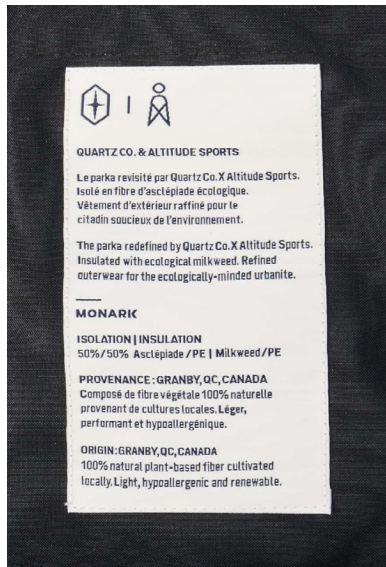 QUARTZ CO. & ALTITUDE SPORTS
Le parka revisité par Quartz Co. X Altitude Sports.
Isolé en fibre d'asclépiade écologique.
Vêtement d'extérieur raffiné pour le
citadin soucieux de l'environnement.
The parka redefined by Quartz Co. X Altitude Sports.
Insulated with ecological milkweed. Refined
outerwear for the ecologically-minded urbanite.
MONARK
ISOLATION | INSULATION
50%/50% Asclépiade/PE | Milkweed/PE
PROVENANCE: GRANBY, QC, CANADA
Composé de fibre végétale 100% naturelle
provenant de cultures locales. Léger,
performant et hypoallergénique.
ORIGIN: GRANBY, QC, CANADA
100% natural plant-based fiber cultivated
locally. Light, hypoallergenic and renewable.